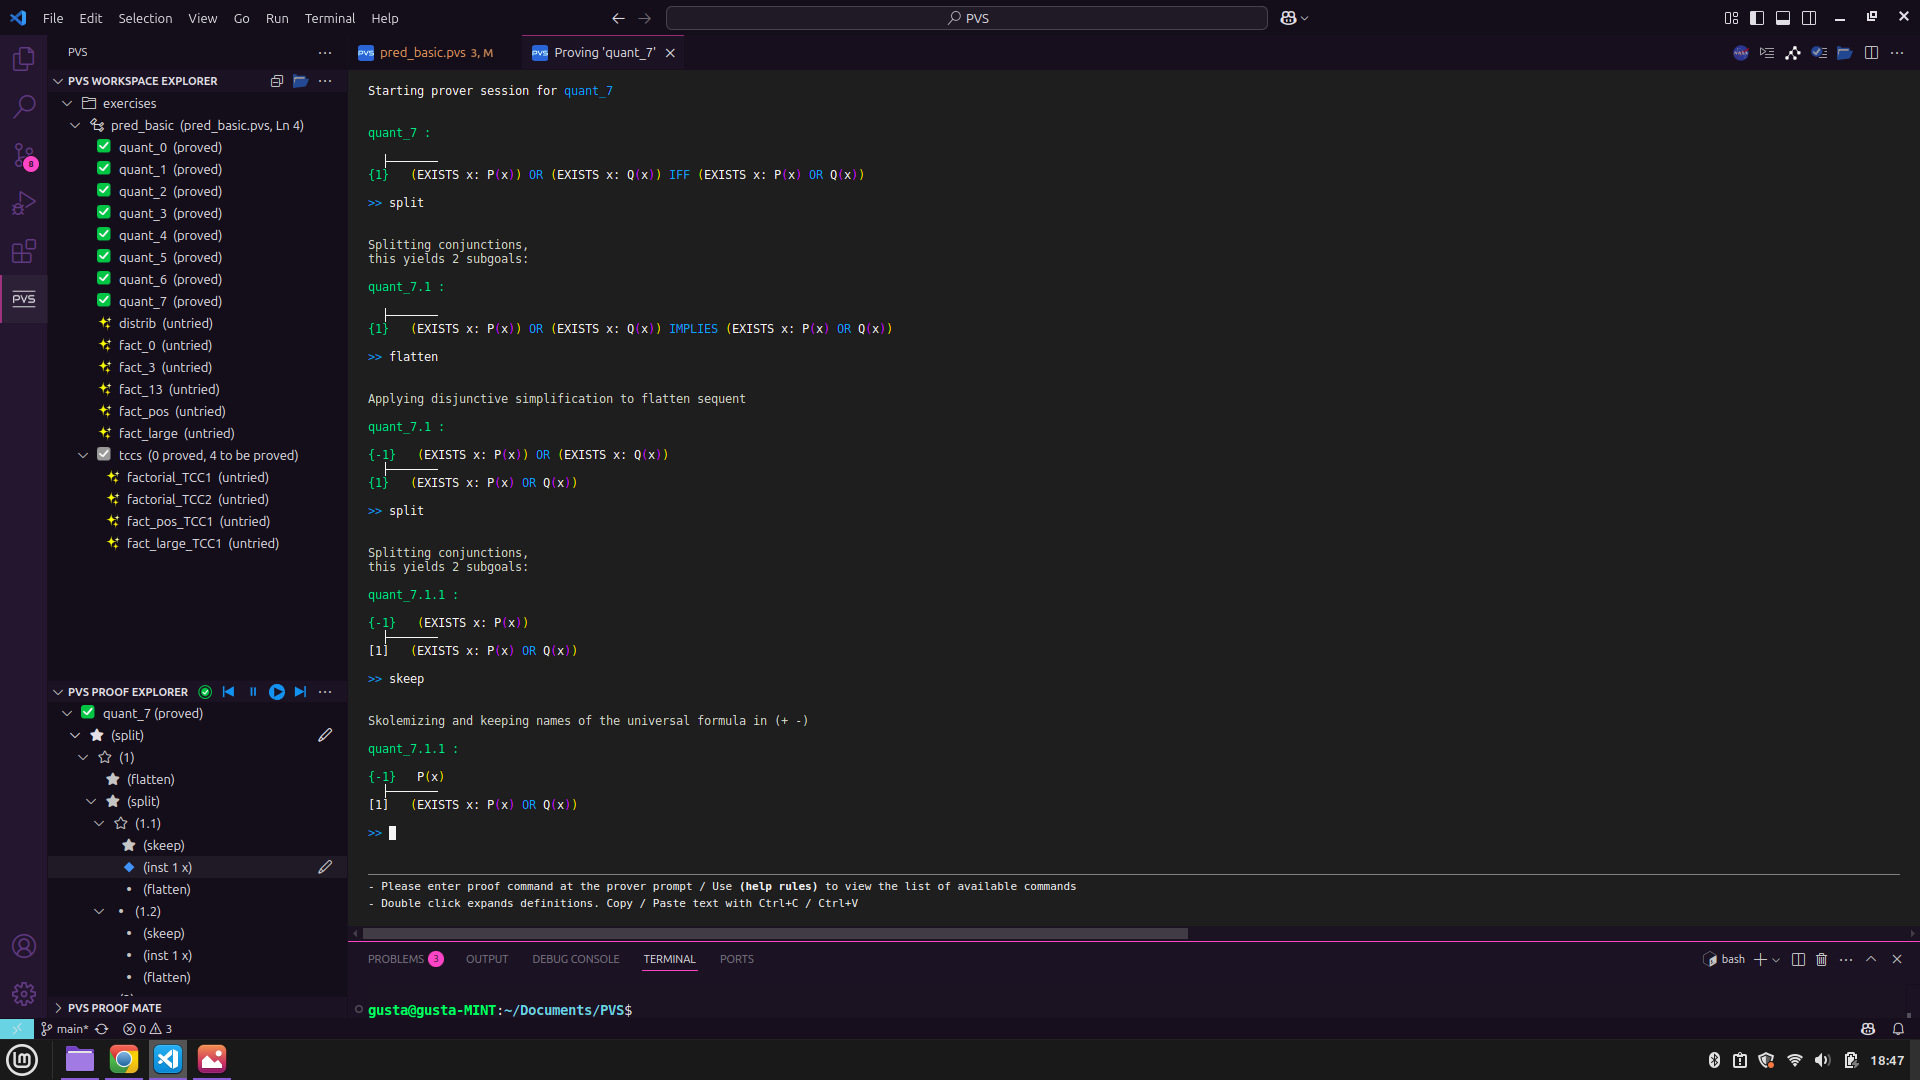 File Edit Selection View Go Run Terminal Help
PVS
PVS
pred_basic.pvs 3, M
Proving 'quant_7'
PVS WORKSPACE EXPLORER
exercises
pred_basic (pred_basic.pvs, Ln 4)
quant_0 (proved)
quant_1 (proved)
quant_2 (proved)
quant_3 (proved)
quant_4 (proved)
quant_5 (proved)
quant_6 (proved)
quant_7 (proved)
distrib (untried)
fact_0 (untried)
fact_3 (untried)
fact_13 (untried)
fact_pos (untried)
fact_large (untried)
tccs (0 proved, 4 to be proved)
factorial_TCC1 (untried)
factorial_TCC2 (untried)
fact_pos_TCC1 (untried)
fact_large_TCC1 (untried)
PVS PROOF EXPLORER
quant_7 (proved)
(split)
(1)
(flatten)
(split)
(1.1)
(skeep)
(inst 1 x)
(flatten)
(1.2)
(skeep)
(inst 1 x)
(flatten)
PVS PROOF MATE
Starting prover session for quant_7
quant_7 :
{1} (EXISTS x: P(x)) OR (EXISTS x: Q(x)) IFF (EXISTS x: P(x) OR Q(x))
>> split
Splitting conjunctions,
this yields 2 subgoals:
quant_7.1 :
{1} (EXISTS x: P(x)) OR (EXISTS x: Q(x)) IMPLIES (EXISTS x: P(x) OR Q(x))
>> flatten
Applying disjunctive simplification to flatten sequent
quant_7.1 :
{-1} (EXISTS x: P(x)) OR (EXISTS x: Q(x))
{1} (EXISTS x: P(x) OR Q(x))
>> split
Splitting conjunctions,
this yields 2 subgoals:
quant_7.1.1 :
{-1} (EXISTS x: P(x))
[1] (EXISTS x: P(x) OR Q(x))
>> skeep
Skolemizing and keeping names of the universal formula in (+ -)
quant_7.1.1 :
{-1} P(x)
[1] (EXISTS x: P(x) OR Q(x))
>>
- Please enter proof command at the prover prompt / Use (help rules) to view the list of available commands
- Double click expands definitions. Copy / Paste text with Ctrl+C / Ctrl+V
PROBLEMS 3 OUTPUT DEBUG CONSOLE TERMINAL PORTS
bash
gusta@gusta-MINT:~/Documents/PVS$
main* 0 3
18:47